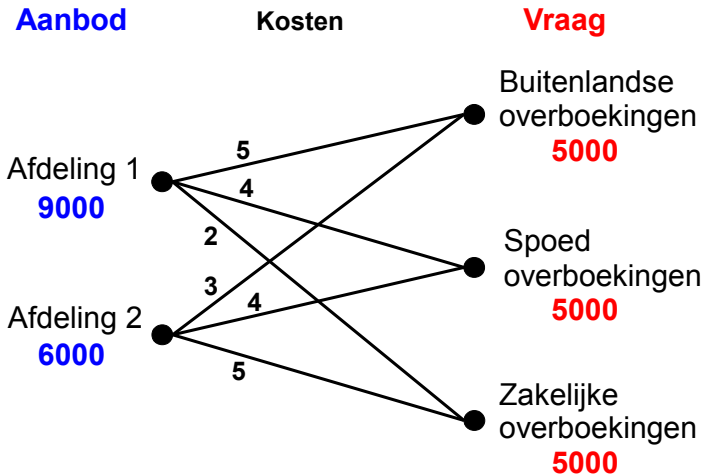 Aanbod
Kosten
Vraag
Buitenlandse
overboekingen
5000
5
Afdeling 1
9000
4
2
Spoed
overboekingen
5000
3
4
Afdeling 2
6000
5
Zakelijke
overboekingen
5000